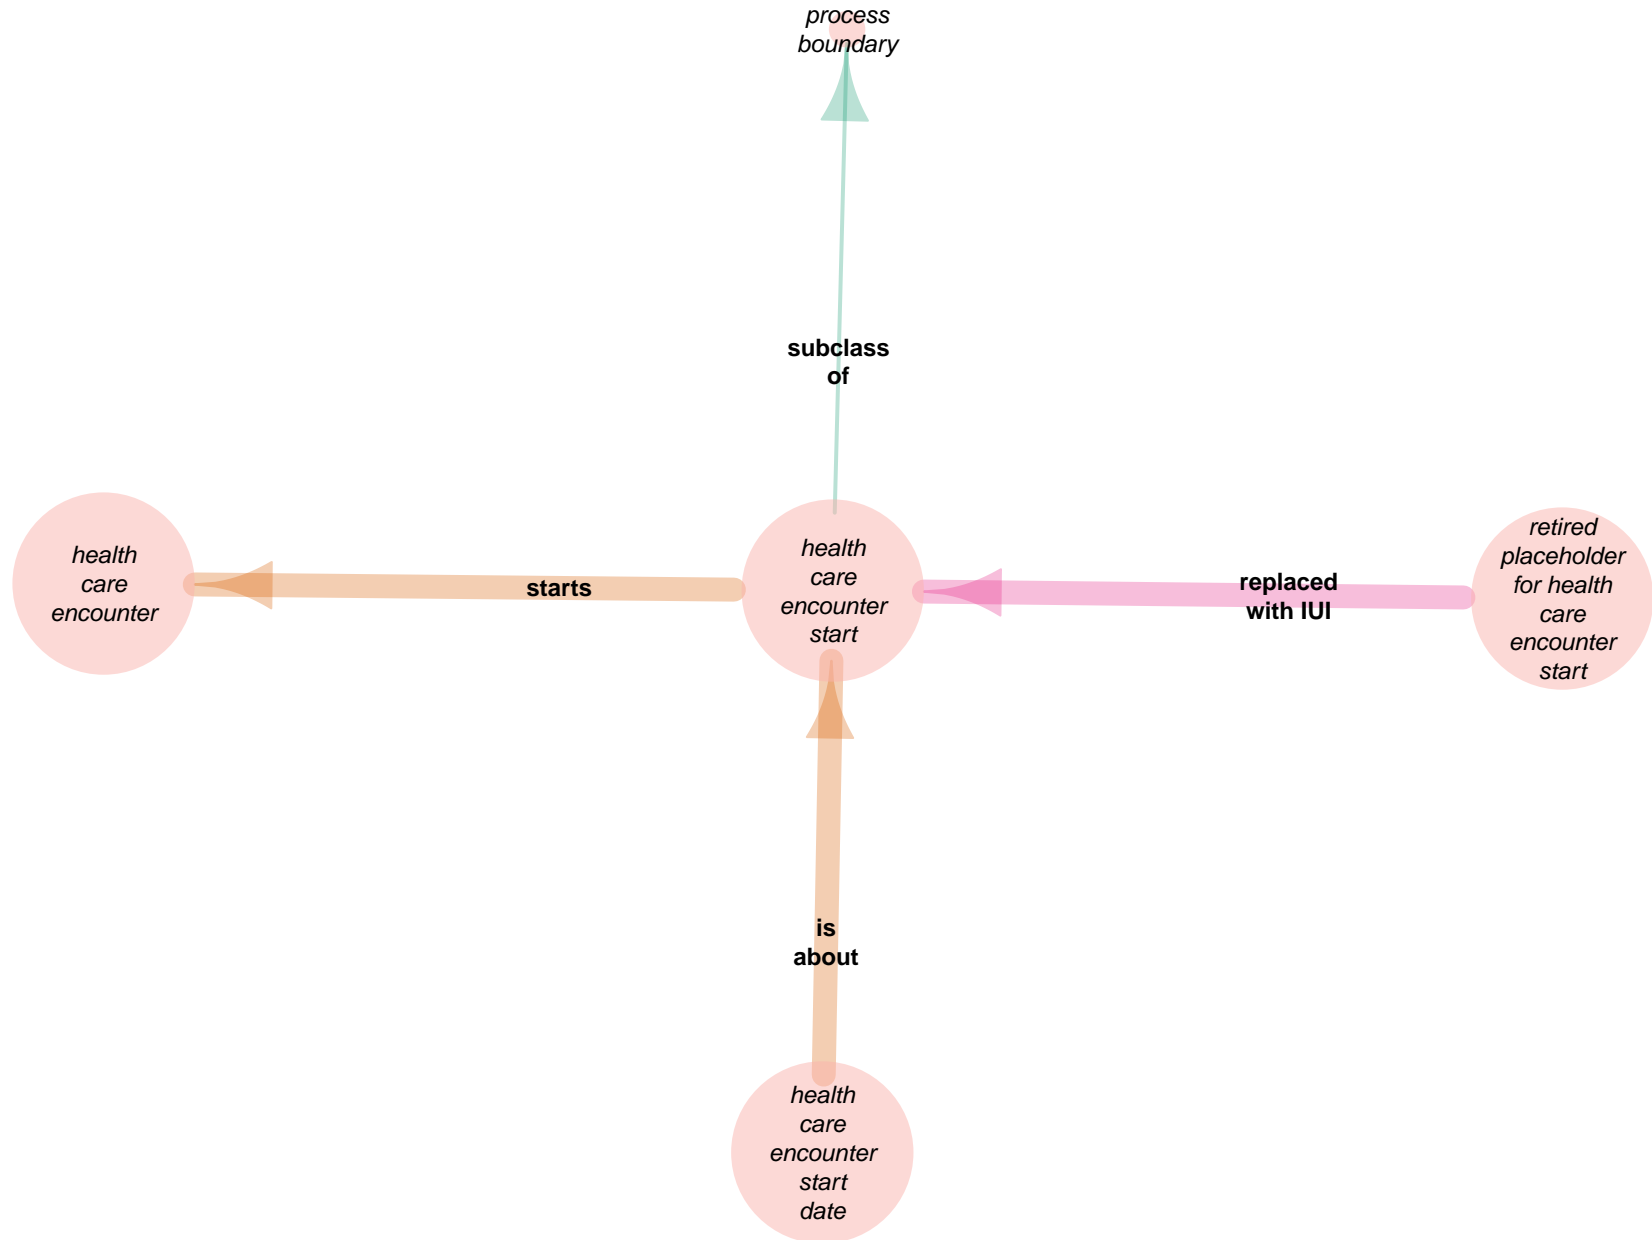 process
boundary
subclass
of
health
care
encounter
starts
health
care
encounter
start
replaced
with IUI
retired
placeholder
for health
care
encounter
start
is
about
health
care
encounter
start
date